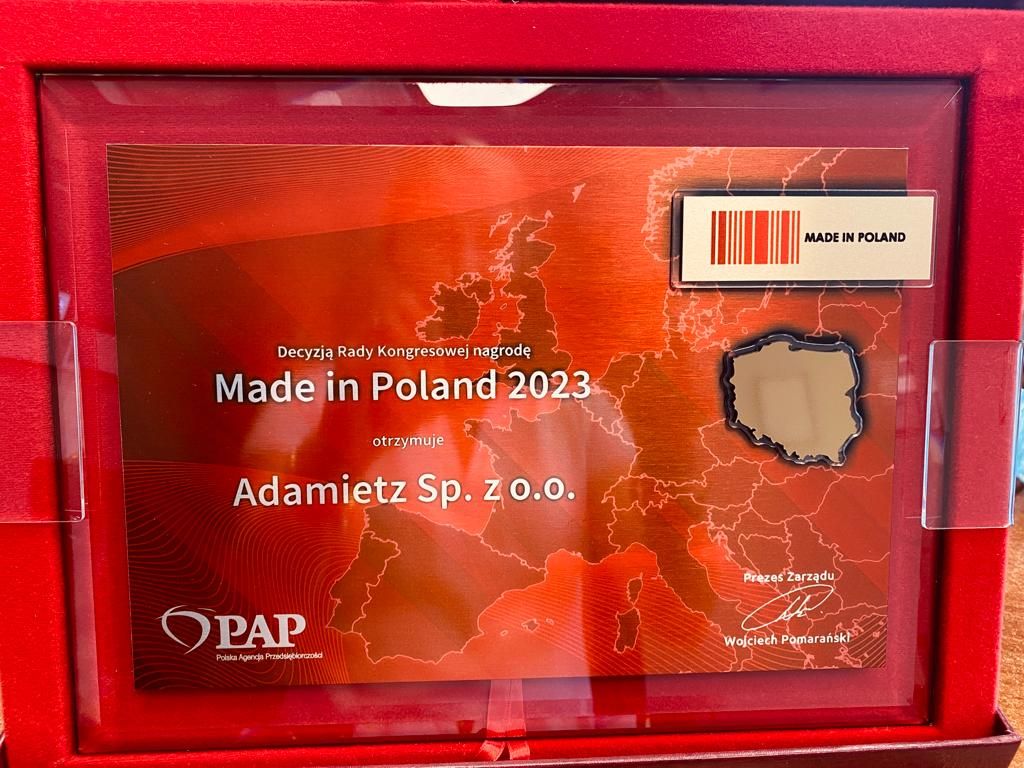 MADE IN POLAND
Decyzją Rady Kongresowej nagrodę
Made in Poland 2023
otrzymuje
Adamietz Sp. z o.o.
Prezes Zarządu
Wojciech Pomarański
PAP
Polska Agencja Przedsiębiorczości